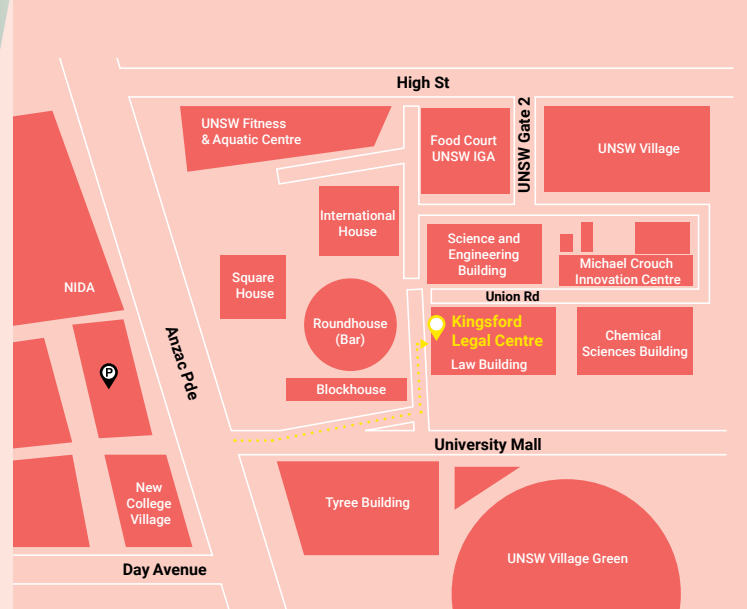 High St
UNSW Gate 2
UNSW Fitness
& Aquatic Centre
Food Court
UNSW IGA
UNSW Village
International
House
Science and
Engineering
Building
Michael Crouch
Innovation Centre
Square
House
NIDA
Union Rd
Roundhouse
(Bar)
Kingsford
Legal Centre
Law Building
Chemical
Sciences Building
Anzac Pde
P
Blockhouse
University Mall
New
College
Village
Tyree Building
UNSW Village Green
Day Avenue